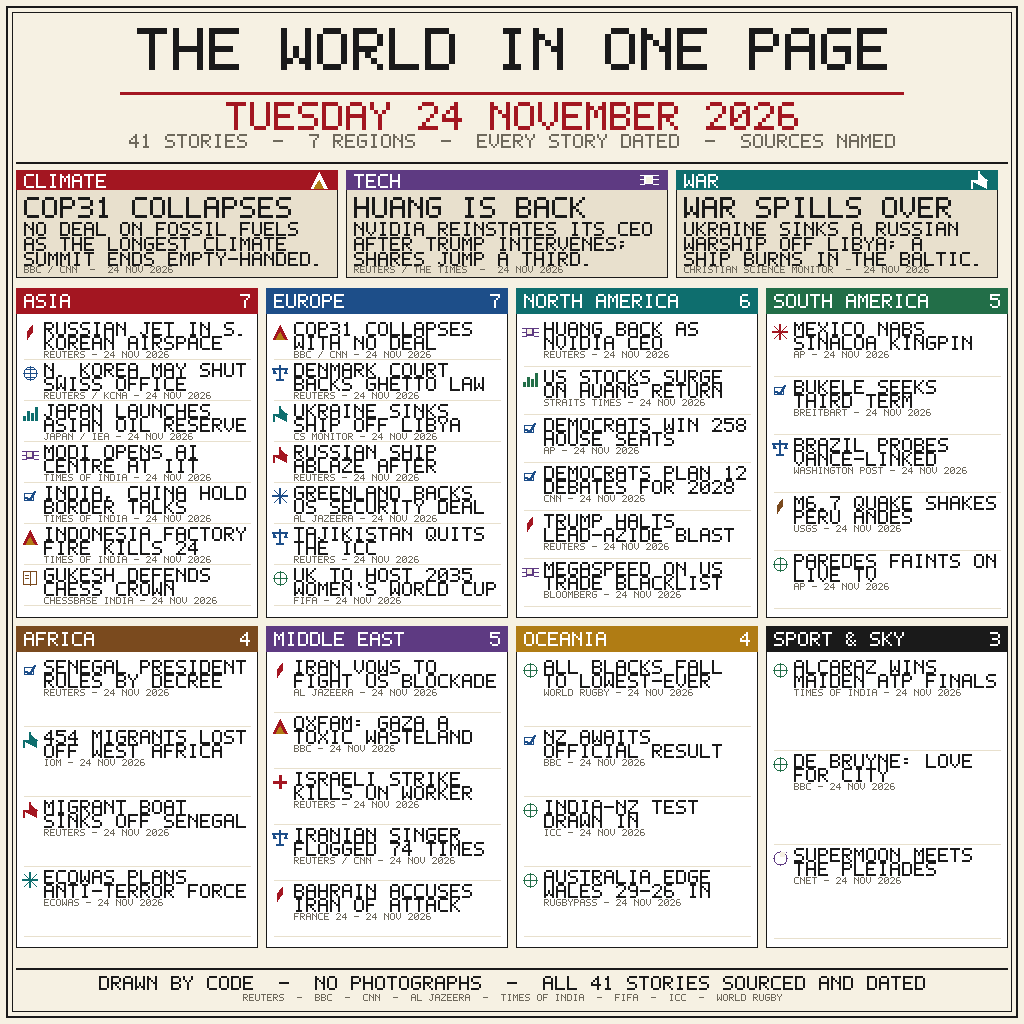 THE WORLD IN ONE PAGE
TUESDAY 24 NOVEMBER 2026
41 STORIES - 7 REGIONS - EVERY STORY DATED - SOURCES NAMED
CLIMATE
COP31 COLLAPSES
NO DEAL ON FOSSIL FUELS
AS THE LONGEST CLIMATE
SUMMIT ENDS EMPTY-HANDED.
BBC / CNN - 24 NOV 2026
TECH
HUANG IS BACK
NVIDIA REINSTATES ITS CEO
AFTER TRUMP INTERVENES;
SHARES JUMP A THIRD.
REUTERS / THE TIMES - 24 NOV 2026
WAR
WAR SPILLS OVER
UKRAINE SINKS A RUSSIAN
WARSHIP OFF LIBYA; A
SHIP BURNS IN THE BALTIC.
CHRISTIAN SCIENCE MONITOR - 24 NOV 2026
ASIA 7
RUSSIAN JET IN S.
KOREAN AIRSPACE
REUTERS - 24 NOV 2026
N. KOREA MAY SHUT
SWISS OFFICE
REUTERS / KCNA - 24 NOV 2026
JAPAN LAUNCHES
ASIAN OIL RESERVE
JAPAN / IEA - 24 NOV 2026
MODI OPENS AI
CENTRE AT IIT
TIMES OF INDIA - 24 NOV 2026
INDIA, CHINA HOLD
BORDER TALKS
TIMES OF INDIA - 24 NOV 2026
INDONESIA FACTORY
FIRE KILLS 24
TIMES OF INDIA - 24 NOV 2026
GUKESH DEFENDS
CHESS CROWN
CHESSBASE INDIA - 24 NOV 2026
EUROPE 7
COP31 COLLAPSES
WITH NO DEAL
BBC / CNN - 24 NOV 2026
DENMARK COURT
BACKS GHETTO LAW
REUTERS - 24 NOV 2026
UKRAINE SINKS
SHIP OFF LIBYA
CS MONITOR - 24 NOV 2026
RUSSIAN SHIP
ABLAZE AFTER
REUTERS - 24 NOV 2026
GREENLAND BACKS
US SECURITY DEAL
AL JAZEERA - 24 NOV 2026
TAJIKISTAN QUITS
THE ICC
REUTERS - 24 NOV 2026
UK TO HOST 2035
WOMEN'S WORLD CUP
FIFA - 24 NOV 2026
NORTH AMERICA 6
HUANG BACK AS
NVIDIA CEO
REUTERS - 24 NOV 2026
US STOCKS SURGE
ON HUANG RETURN
STRAITS TIMES - 24 NOV 2026
DEMOCRATS WIN 258
HOUSE SEATS
AP - 24 NOV 2026
DEMOCRATS PLAN 12
DEBATES FOR 2028
CNN - 24 NOV 2026
TRUMP HALTS
LEAD-AZIDE BLAST
REUTERS - 24 NOV 2026
MEGASPEED ON US
TRADE BLACKLIST
BLOOMBERG - 24 NOV 2026
SOUTH AMERICA 5
MEXICO NABS
SINALOA KINGPIN
AP - 24 NOV 2026
BUKELE SEEKS
THIRD TERM
BREITBART - 24 NOV 2026
BRAZIL PROBES
VANCE-LINKED
WASHINGTON POST - 24 NOV 2026
M6.7 QUAKE SHAKES
PERU ANDES
USGS - 24 NOV 2026
PAREDES FAINTS ON
LIVE TV
AP - 24 NOV 2026
AFRICA 4
SENEGAL PRESIDENT
RULES BY DECREE
REUTERS - 24 NOV 2026
454 MIGRANTS LOST
OFF WEST AFRICA
IOM - 24 NOV 2026
MIGRANT BOAT
SINKS OFF SENEGAL
REUTERS - 24 NOV 2026
ECOWAS PLANS
ANTI-TERROR FORCE
ECOWAS - 24 NOV 2026
MIDDLE EAST 5
IRAN VOWS TO
FIGHT US BLOCKADE
AL JAZEERA - 24 NOV 2026
OXFAM: GAZA A
TOXIC WASTELAND
BBC - 24 NOV 2026
ISRAELI STRIKE
KILLS ON WORKER
REUTERS - 24 NOV 2026
IRANIAN SINGER
FLOGGED 74 TIMES
REUTERS / CNN - 24 NOV 2026
BAHRAIN ACCUSES
IRAN OF ATTACK
FRANCE 24 - 24 NOV 2026
OCEANIA 4
ALL BLACKS FALL
TO LOWEST-EVER
WORLD RUGBY - 24 NOV 2026
NZ AWAITS
OFFICIAL RESULT
BBC - 24 NOV 2026
INDIA-NZ TEST
DRAWN IN
ICC - 24 NOV 2026
AUSTRALIA EDGE
WALES 29-26 IN
RUGBYPASS - 24 NOV 2026
SPORT & SKY 3
ALCARAZ WINS
MAIDEN ATP FINALS
TIMES OF INDIA - 24 NOV 2026
DE BRUYNE: LOVE
FOR CITY
BBC - 24 NOV 2026
SUPERMOON MEETS
THE PLEIADES
CNET - 24 NOV 2026
DRAWN BY CODE - NO PHOTOGRAPHS - ALL 41 STORIES SOURCED AND DATED
REUTERS - BBC - CNN - AL JAZEERA - TIMES OF INDIA - FIFA - ICC - WORLD RUGBY